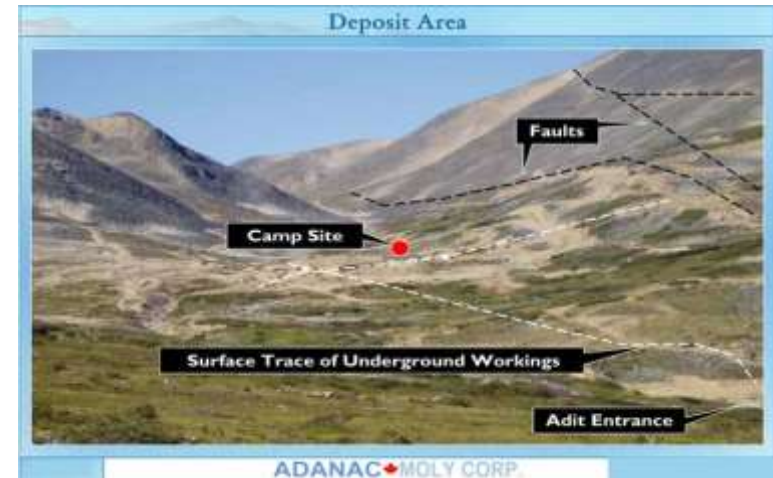 Deposit Area
Faults
Camp Site
Surface Trace of Underground Workings
Adit Entrance
ADANAC MOLY CORP.